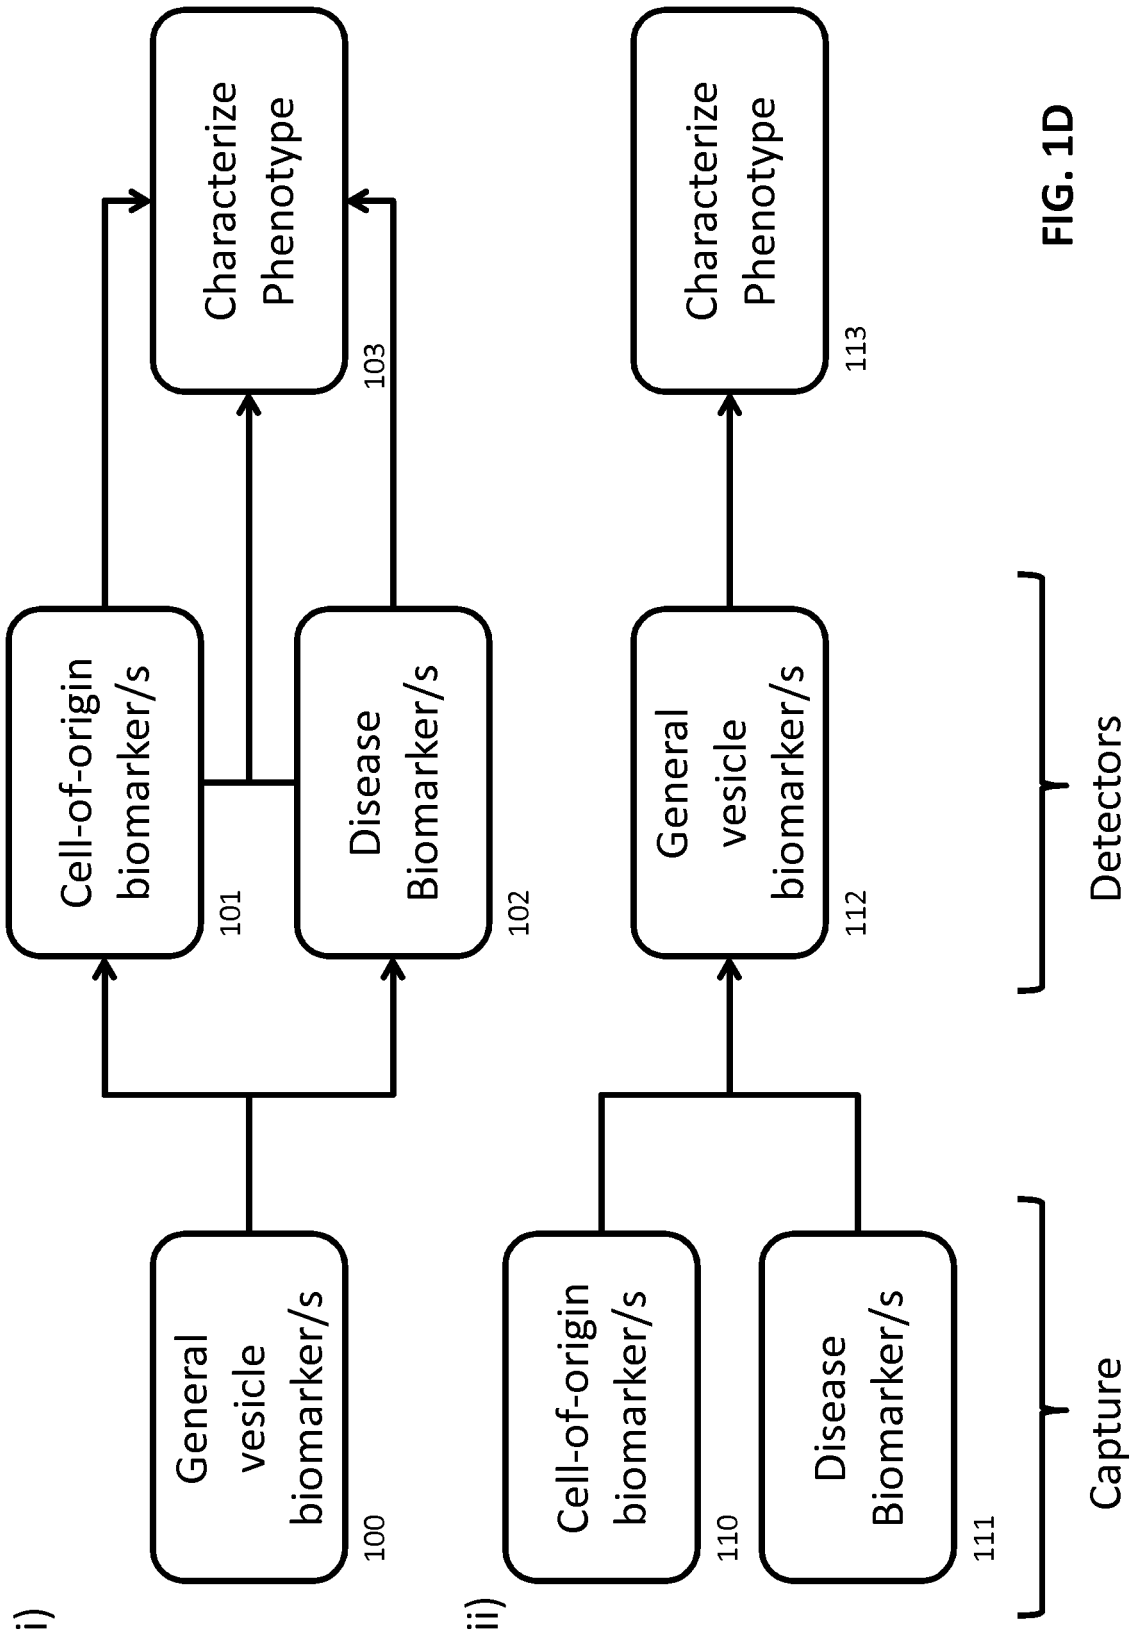 i)
General
vesicle
biomarker/s
100
Cell-of-origin
biomarker/s
101
Disease
Biomarker/s
102
Characterize
Phenotype
103
ii)
Cell-of-origin
biomarker/s
110
Disease
Biomarker/s
111
General
vesicle
biomarker/s
112
Characterize
Phenotype
113
Capture
Detectors
FIG. 1D